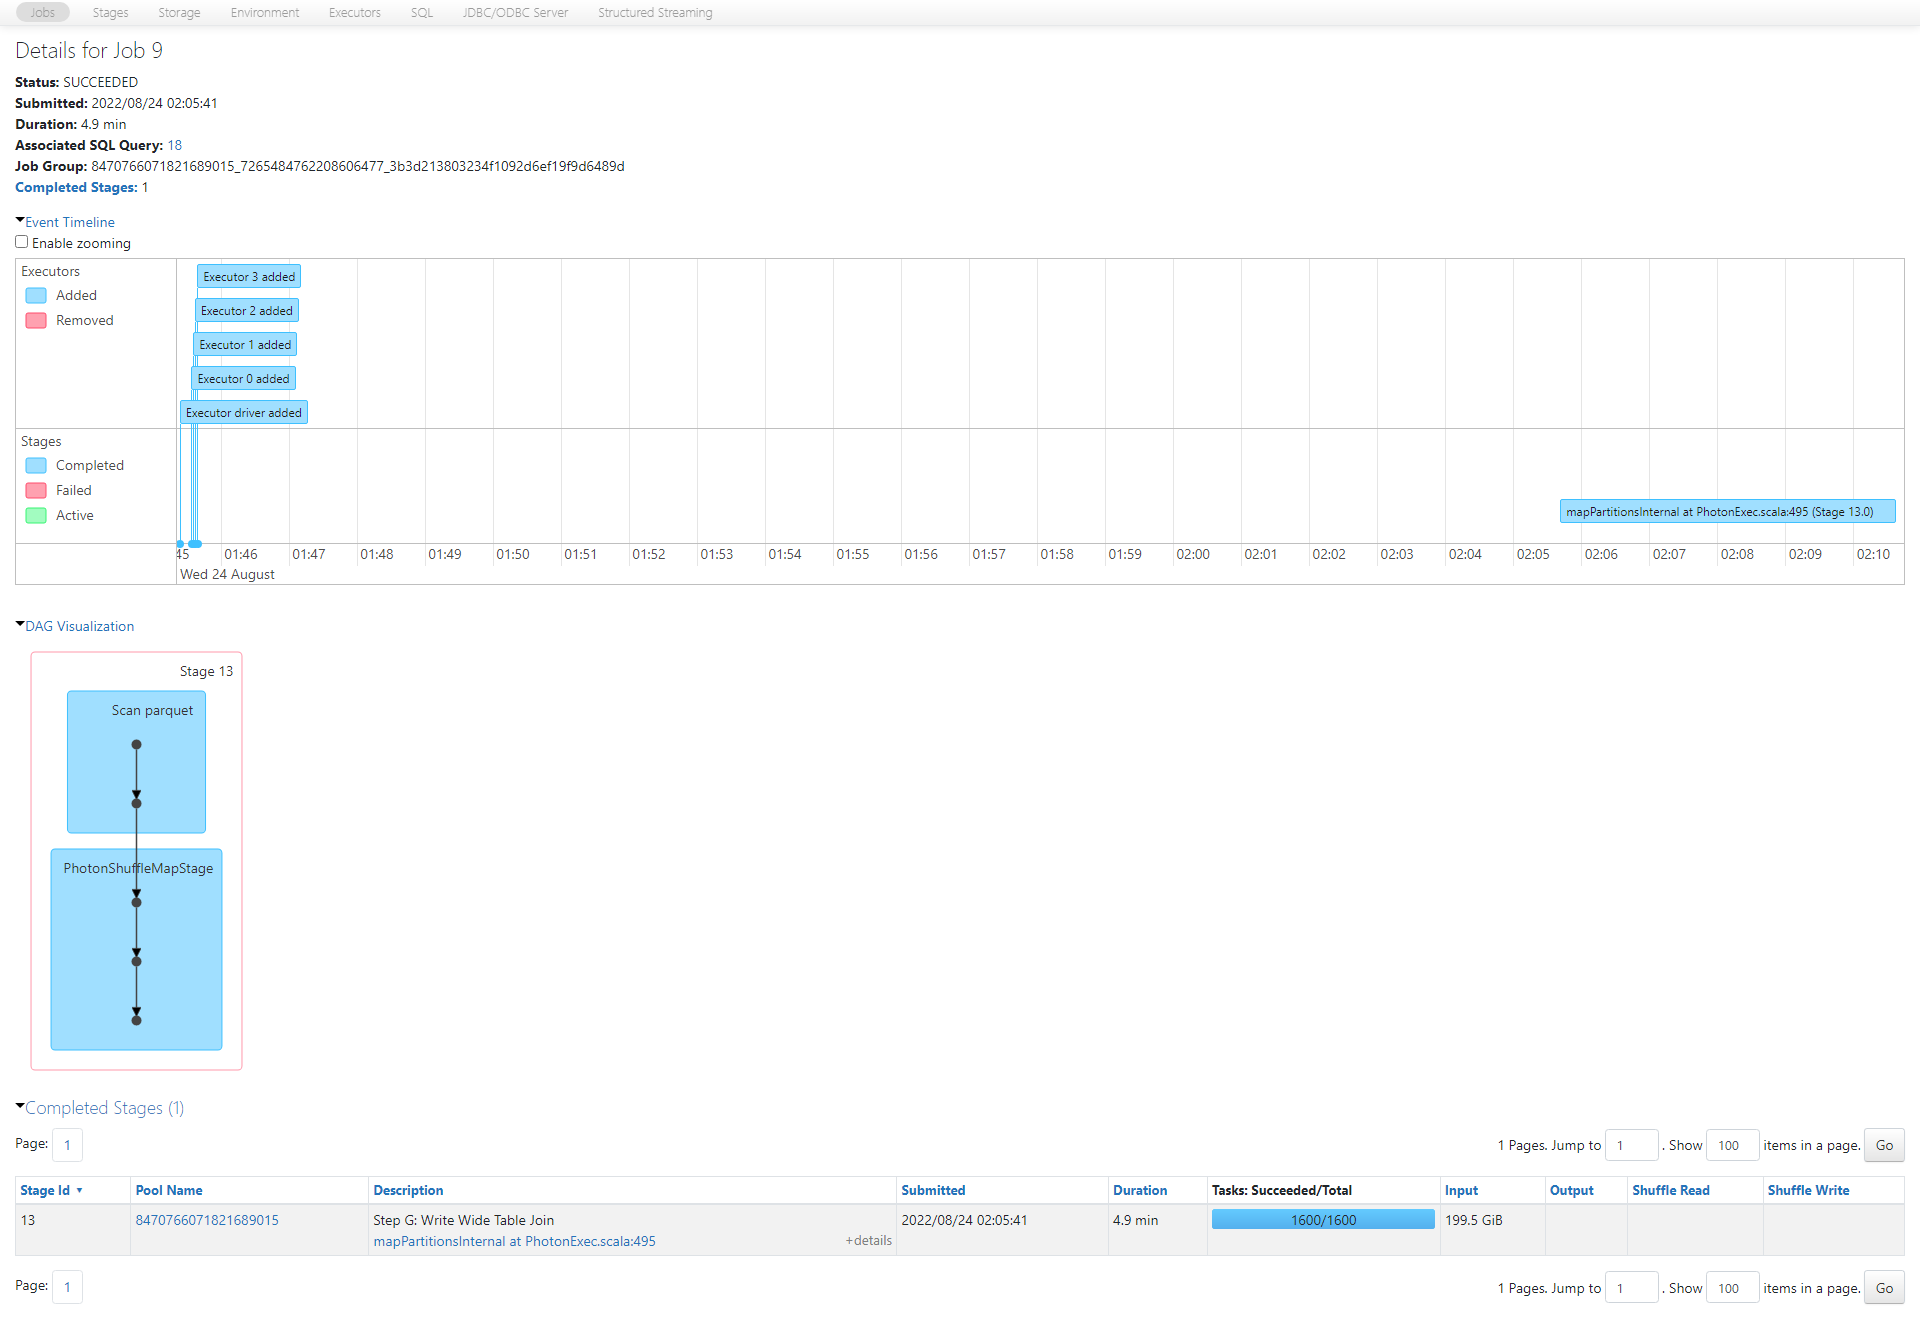 Jobs Stages Storage Environment Executors SQL JDBC/ODBC Server Structured Streaming
Details for Job 9
Status: SUCCEEDED
Submitted: 2022/08/24 02:05:41
Duration: 4.9 min
Associated SQL Query: 18
Job Group: 8470766071821689015_7265484762208606477_3b3d213803234f1092d6ef19f9d6489d
Completed Stages: 1
Event Timeline
Enable zooming
Executors
Added
Removed
Executor 3 added
Executor 2 added
Executor 1 added
Executor 0 added
Executor driver added
Stages
Completed
Failed
Active
mapPartitionsInternal at PhotonExec.scala:495 (Stage 13.0)
45 01:46 01:47 01:48 01:49 01:50 01:51 01:52 01:53 01:54 01:55 01:56 01:57 01:58 01:59 02:00 02:01 02:02 02:03 02:04 02:05 02:06 02:07 02:08 02:09 02:10
Wed 24 August
DAG Visualization
Stage 13
Scan parquet
PhotonShuffleMapStage
Completed Stages (1)
Page: 1 1 Pages. Jump to 1 . Show 100 items in a page. Go
Stage Id ▾ Pool Name Description Submitted Duration Tasks: Succeeded/Total Input Output Shuffle Read Shuffle Write
13 8470766071821689015 Step G: Write Wide Table Join 2022/08/24 02:05:41 4.9 min 1600/1600 199.5 GiB
mapPartitionsInternal at PhotonExec.scala:495 +details
Page: 1 1 Pages. Jump to 1 . Show 100 items in a page. Go